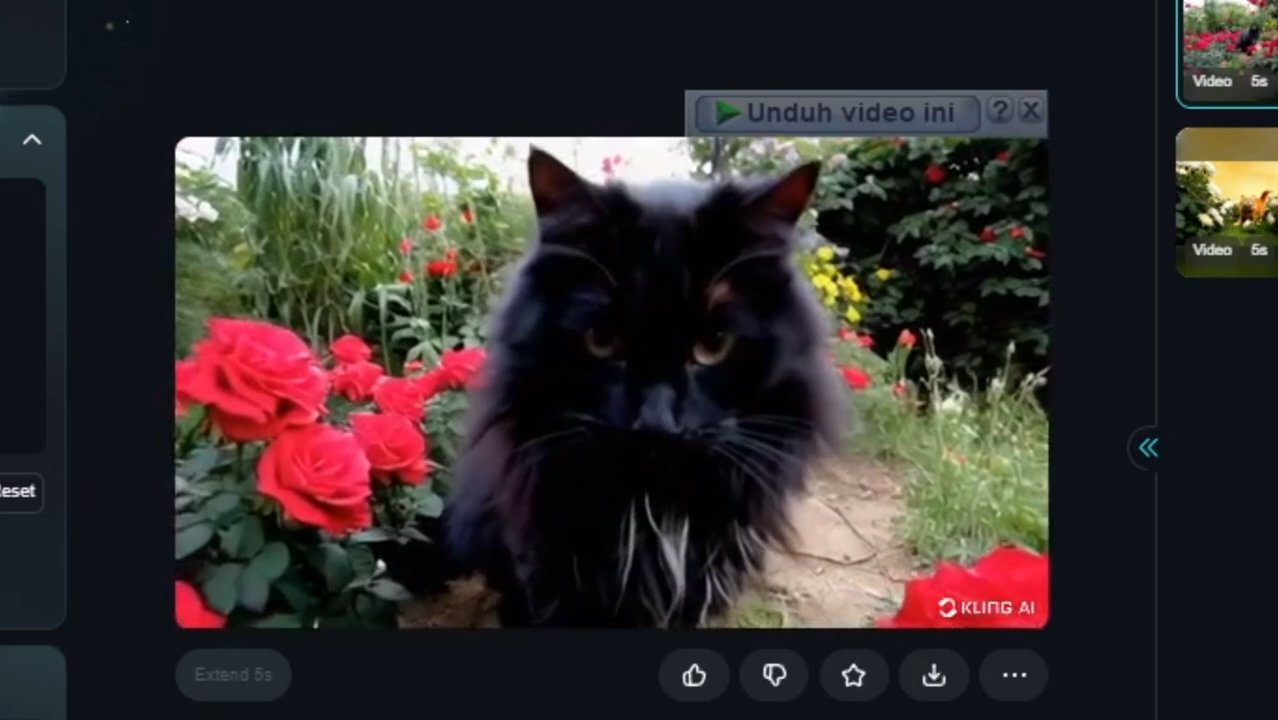 Video 5s
Unduh video ini ? X
Video 5s
eset
KLING AI
Extend 5s